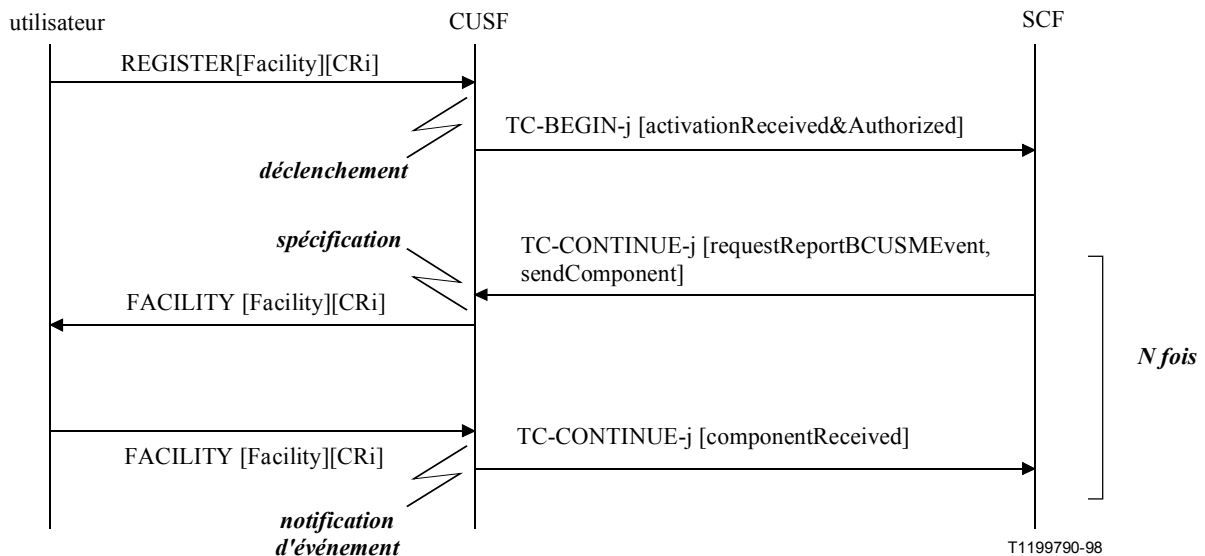 utilisateur
CUSF
SCF
REGISTER[Facility][CRi]
TC-BEGIN-j [activationReceived&Authorized]
déclenchement
spécification
TC-CONTINUE-j [requestReportBCUSMEvent,
sendComponent]
FACILITY [Facility][CRi]
N fois
TC-CONTINUE-j [componentReceived]
FACILITY [Facility][CRi]
notification
d'événement
T1199790-98